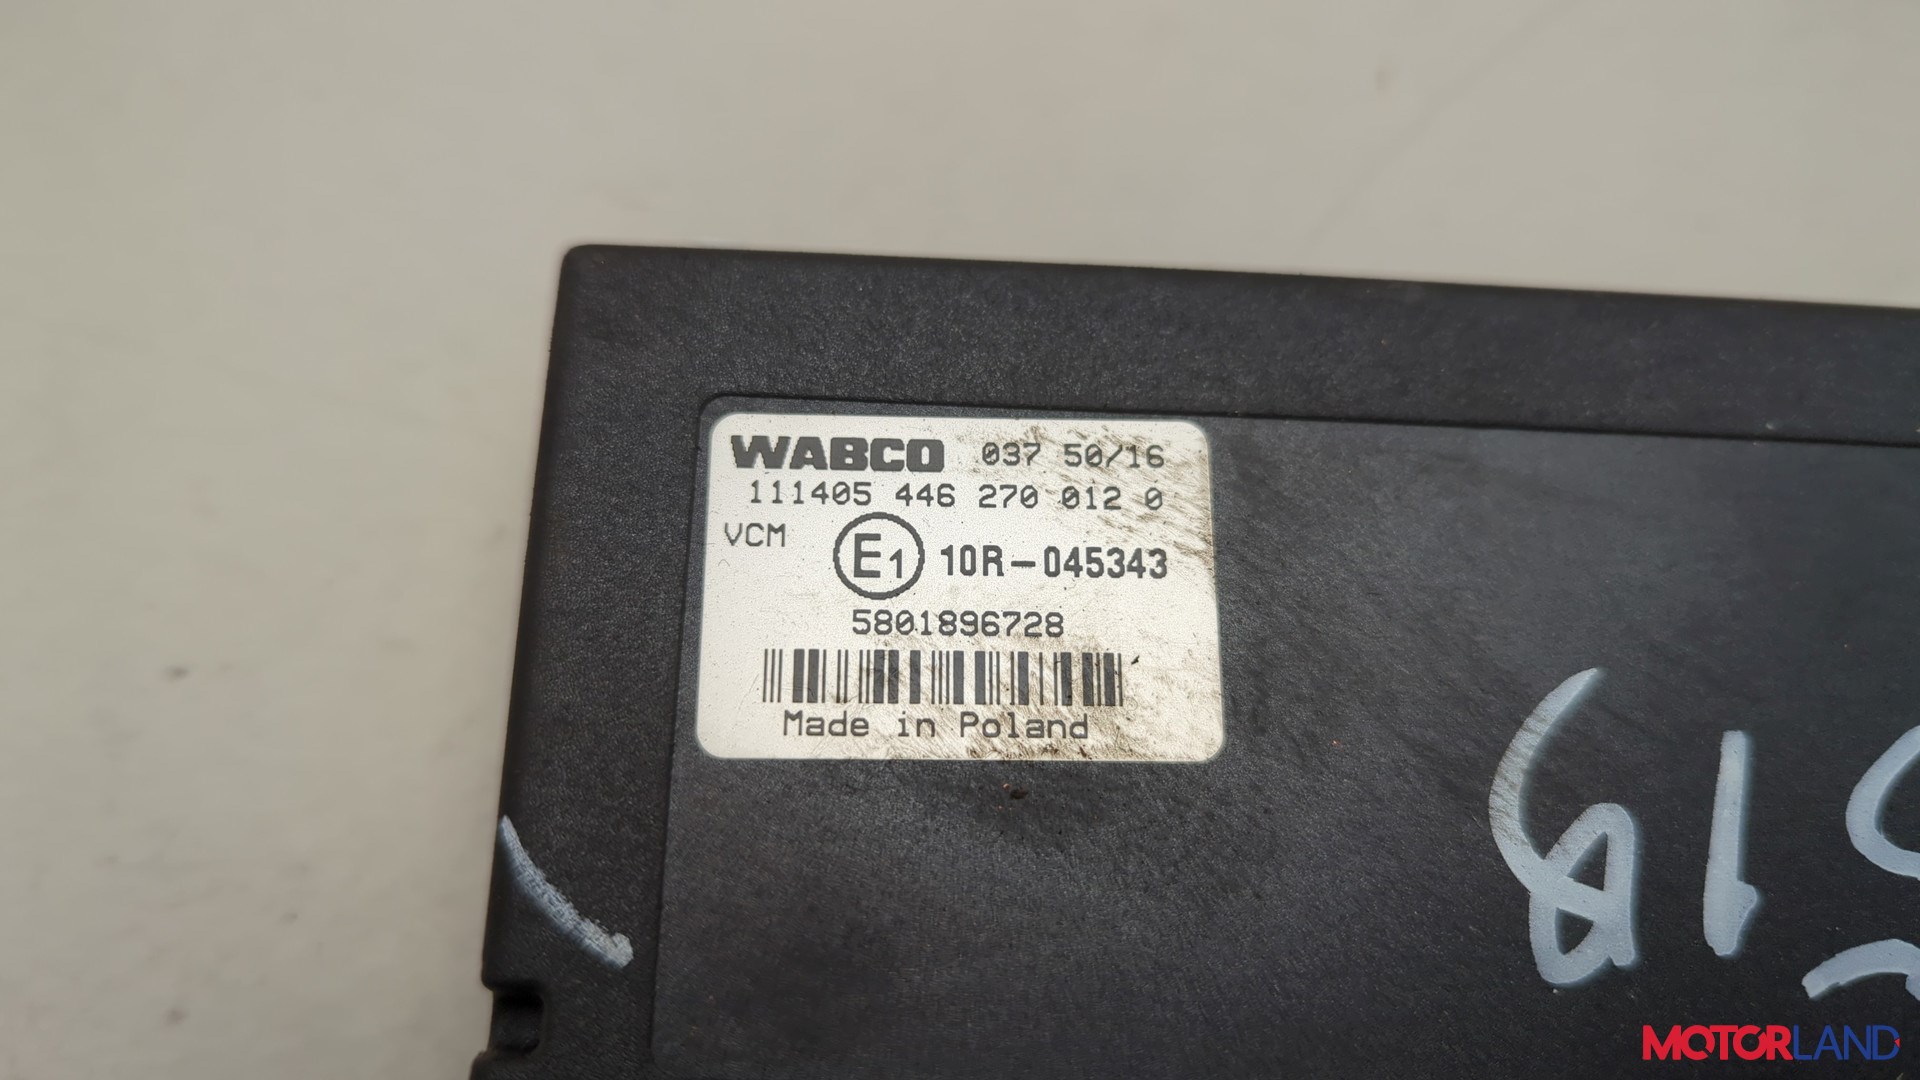 WABCO 037 50/16
111405 446 270 012 0
VCM E1 10R-045343
5801896728
Made in Poland
MOTORLAND